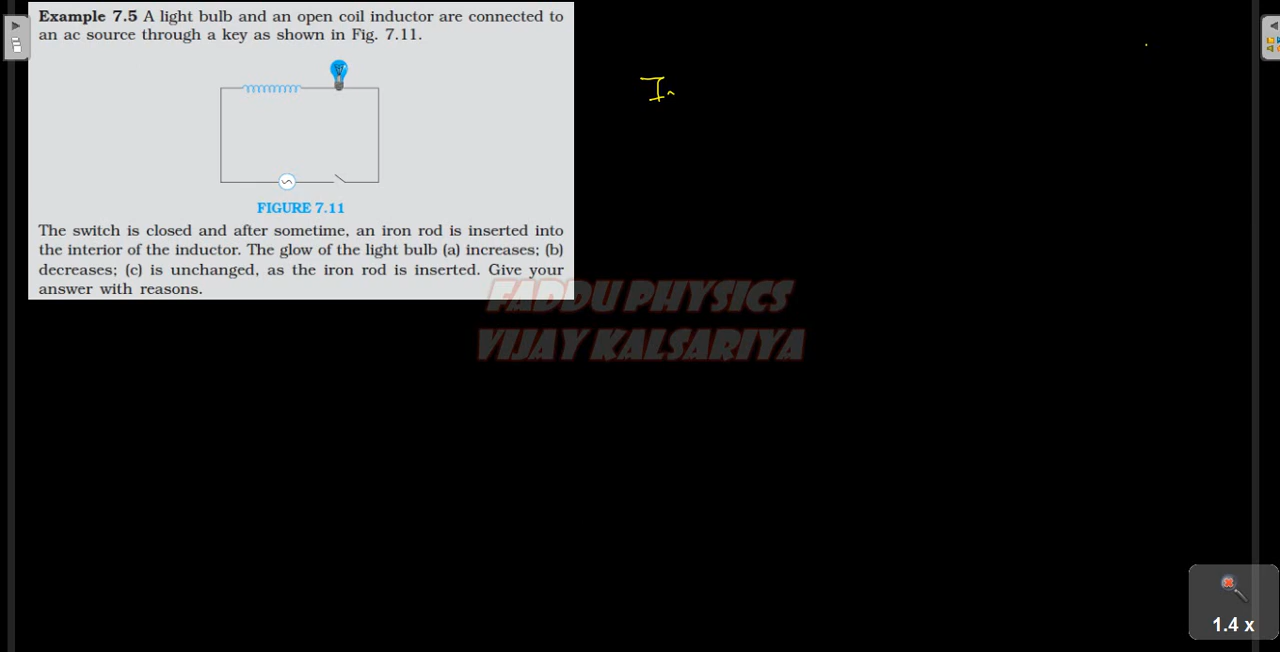 Example 7.5 A light bulb and an open coil inductor are connected to
an ac source through a key as shown in Fig. 7.11.
FIGURE 7.11
The switch is closed and after sometime, an iron rod is inserted into
the interior of the inductor. The glow of the light bulb (a) increases; (b)
decreases; (c) is unchanged, as the iron rod is inserted. Give your
answer with reasons.
FADDU PHYSICS
VIJAY KALSARIYA
1.4 x